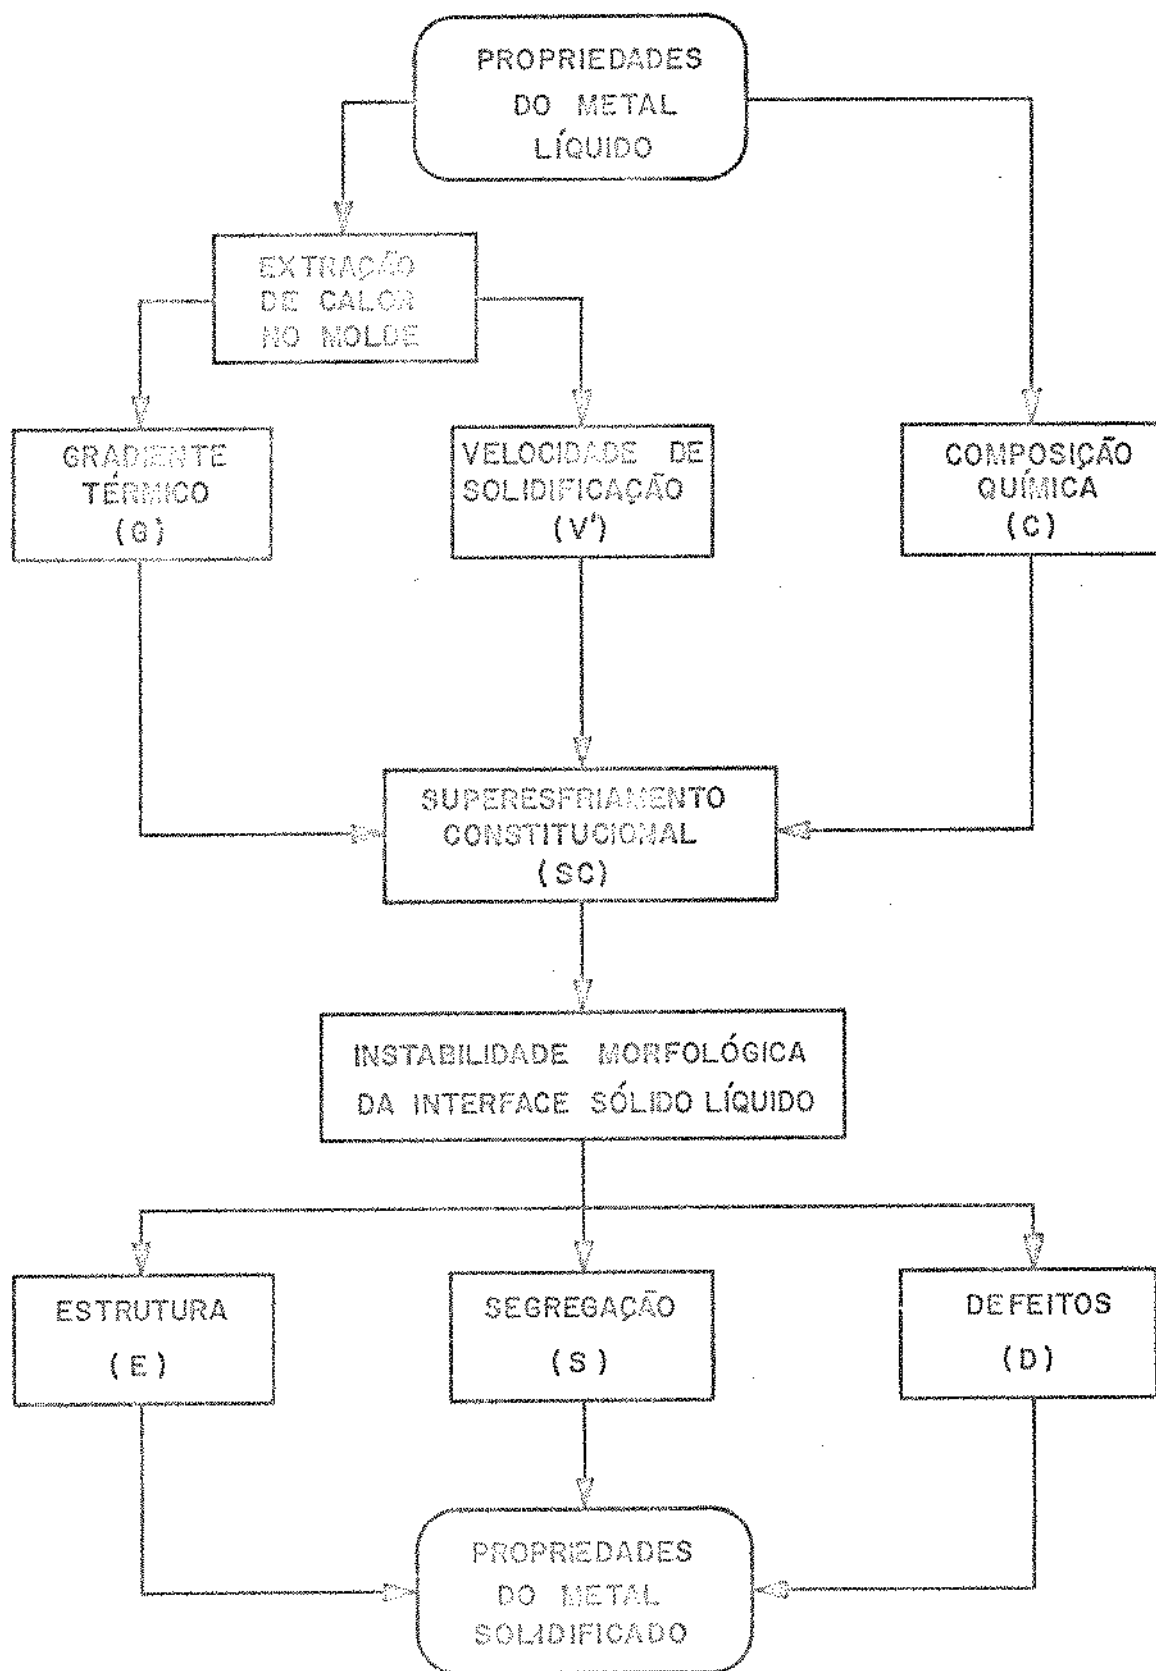 PROPRIEDADES
DO METAL
LÍQUIDO
EXTRAÇÃO
DE CALOR
NO MOLDE
GRADIENTE
TÉRMICO
(G)
VELOCIDADE DE
SOLIDIFICAÇÃO
(V')
COMPOSIÇÃO
QUÍMICA
(C)
SUPERESFRIAMENTO
CONSTITUCIONAL
(SC)
INSTABILIDADE MORFOLÓGICA
DA INTERFACE SÓLIDO LÍQUIDO
ESTRUTURA
(E)
SEGREGAÇÃO
(S)
DEFEITOS
(D)
PROPRIEDADES
DO METAL
SOLIDIFICADO